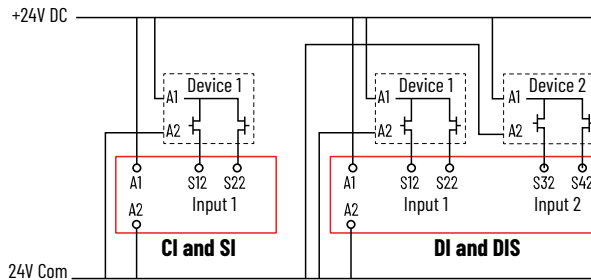 +24V DC
Device 1
A1
A2
A1
S12
S22
A2
Input 1
CI and SI
Device 1
A1
A2
Device 2
A1
A2
A1
S12
S22
S32
S42
A2
Input 1
Input 2
DI and DIS
24V Com